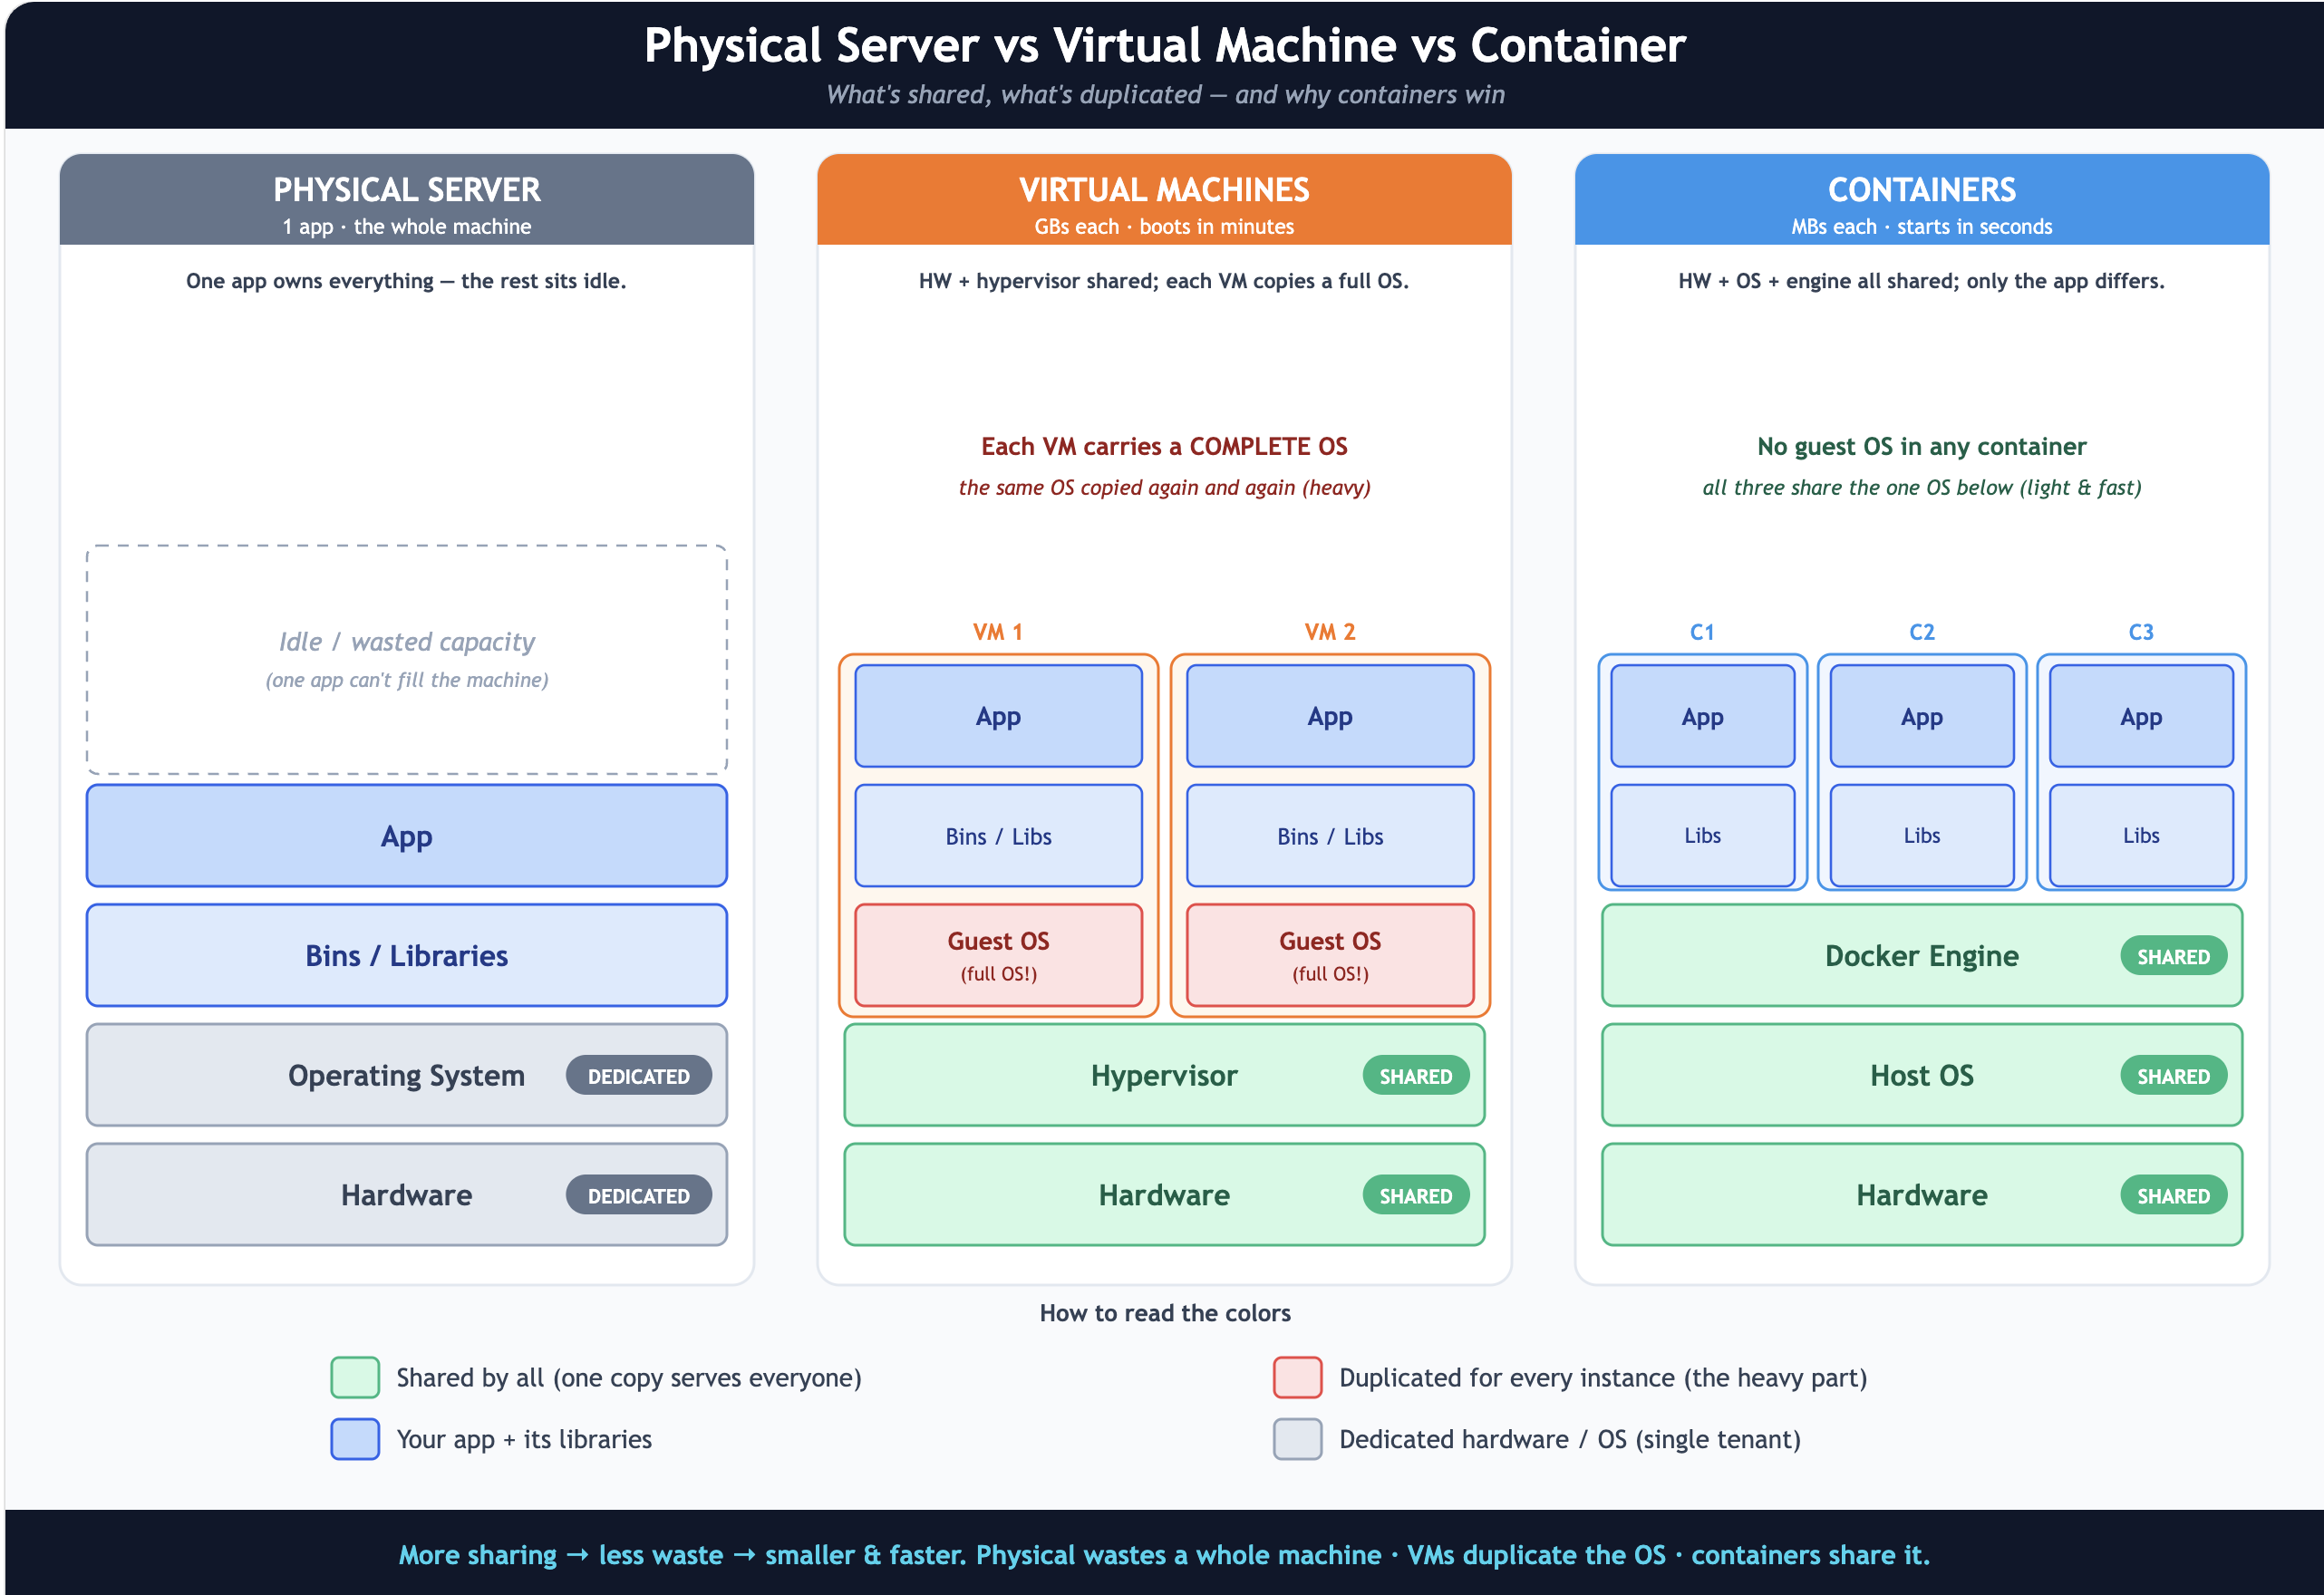 Physical Server vs Virtual Machine vs Container
What's shared, what's duplicated — and why containers win
PHYSICAL SERVER
1 app · the whole machine
One app owns everything — the rest sits idle.
Idle / wasted capacity
(one app can't fill the machine)
App
Bins / Libraries
Operating System
DEDICATED
Hardware
DEDICATED
VIRTUAL MACHINES
GBs each · boots in minutes
HW + hypervisor shared; each VM copies a full OS.
Each VM carries a COMPLETE OS
the same OS copied again and again (heavy)
VM 1
VM 2
App
App
Bins / Libs
Bins / Libs
Guest OS
(full OS!)
Guest OS
(full OS!)
Hypervisor
SHARED
Hardware
SHARED
CONTAINERS
MBs each · starts in seconds
HW + OS + engine all shared; only the app differs.
No guest OS in any container
all three share the one OS below (light & fast)
C1
C2
C3
App
App
App
Libs
Libs
Libs
Docker Engine
SHARED
Host OS
SHARED
Hardware
SHARED
How to read the colors
Shared by all (one copy serves everyone)
Duplicated for every instance (the heavy part)
Your app + its libraries
Dedicated hardware / OS (single tenant)
More sharing → less waste → smaller & faster. Physical wastes a whole machine · VMs duplicate the OS · containers share it.